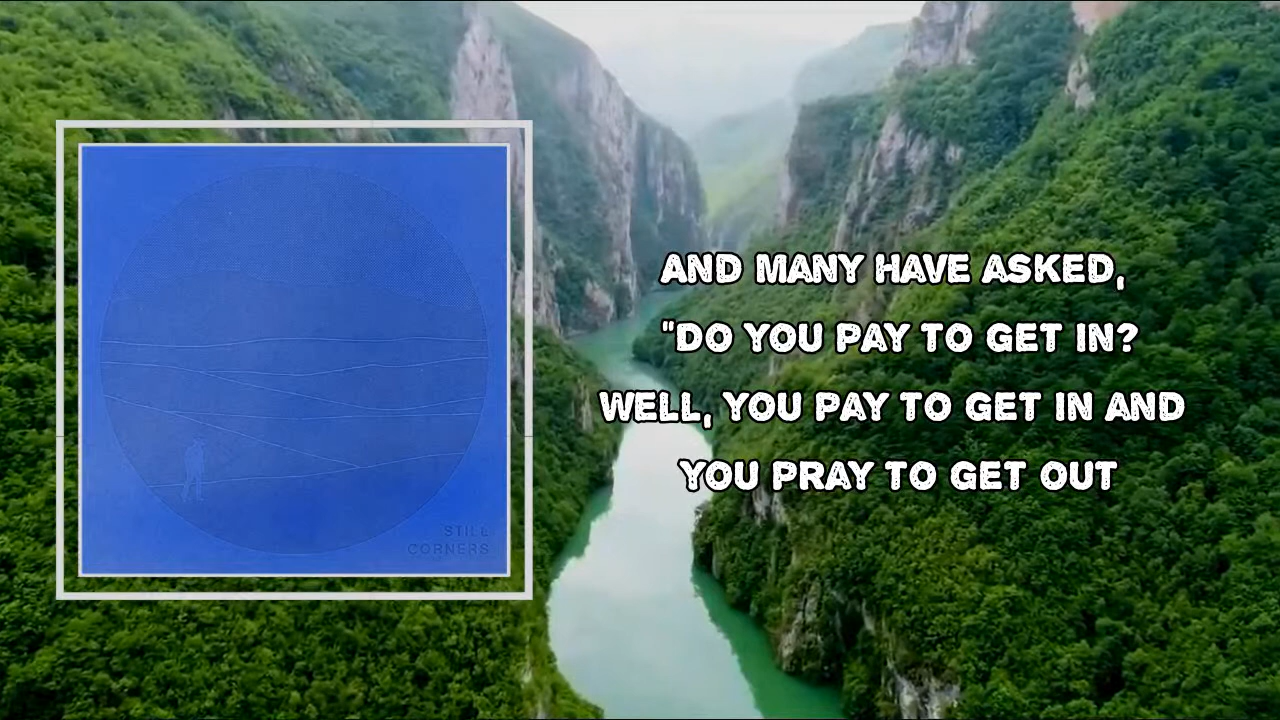 STILL
CORNERS
AND MANY HAVE ASKED,
"DO YOU PAY TO GET IN?
WELL, YOU PAY TO GET IN AND
YOU PRAY TO GET OUT